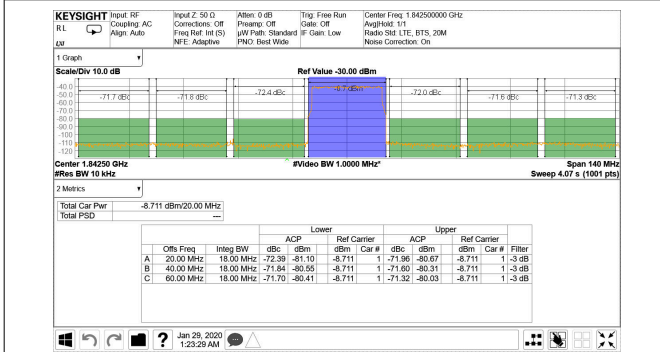 KEYSIGHT Input: RF Input Z: 50 Ω Atten: 0 dB Trig: Free Run Center Freq: 1.842500000 GHz
R L Coupling: AC Corrections: Off Preamp: Off Gate: Off Avg|Hold: 1/1
Align: Auto Freq Ref: Int (S) µW Path: Standard IF Gain: Low Radio Std: LTE, BTS, 20M
LXI NFE: Adaptive PNO: Best Wide Noise Correction: On
1 Graph
Scale/Div 10.0 dB Ref Value -30.00 dBm
-40.0
-50.0
-60.0
-70.0
-80.0
-90.0
-100
-110
-120
-71.7 dBc -71.8 dBc -72.4 dBc -8.7 dBm -72.0 dBc -71.6 dBc -71.3 dBc
Center 1.84250 GHz #Video BW 1.0000 MHz* Span 140 MHz
#Res BW 10 kHz Sweep 4.07 s (1001 pts)
2 Metrics
Total Car Pwr -8.711 dBm/20.00 MHz
Total PSD ---
Lower Upper
ACP Ref Carrier ACP Ref Carrier
Offs Freq Integ BW dBc dBm dBm Car # dBc dBm dBm Car # Filter
A 20.00 MHz 18.00 MHz -72.39 -81.10 -8.711 1 -71.96 -80.67 -8.711 1 -3 dB
B 40.00 MHz 18.00 MHz -71.84 -80.55 -8.711 1 -71.60 -80.31 -8.711 1 -3 dB
C 60.00 MHz 18.00 MHz -71.70 -80.41 -8.711 1 -71.32 -80.03 -8.711 1 -3 dB
? Jan 29, 2020
1:23:29 AM